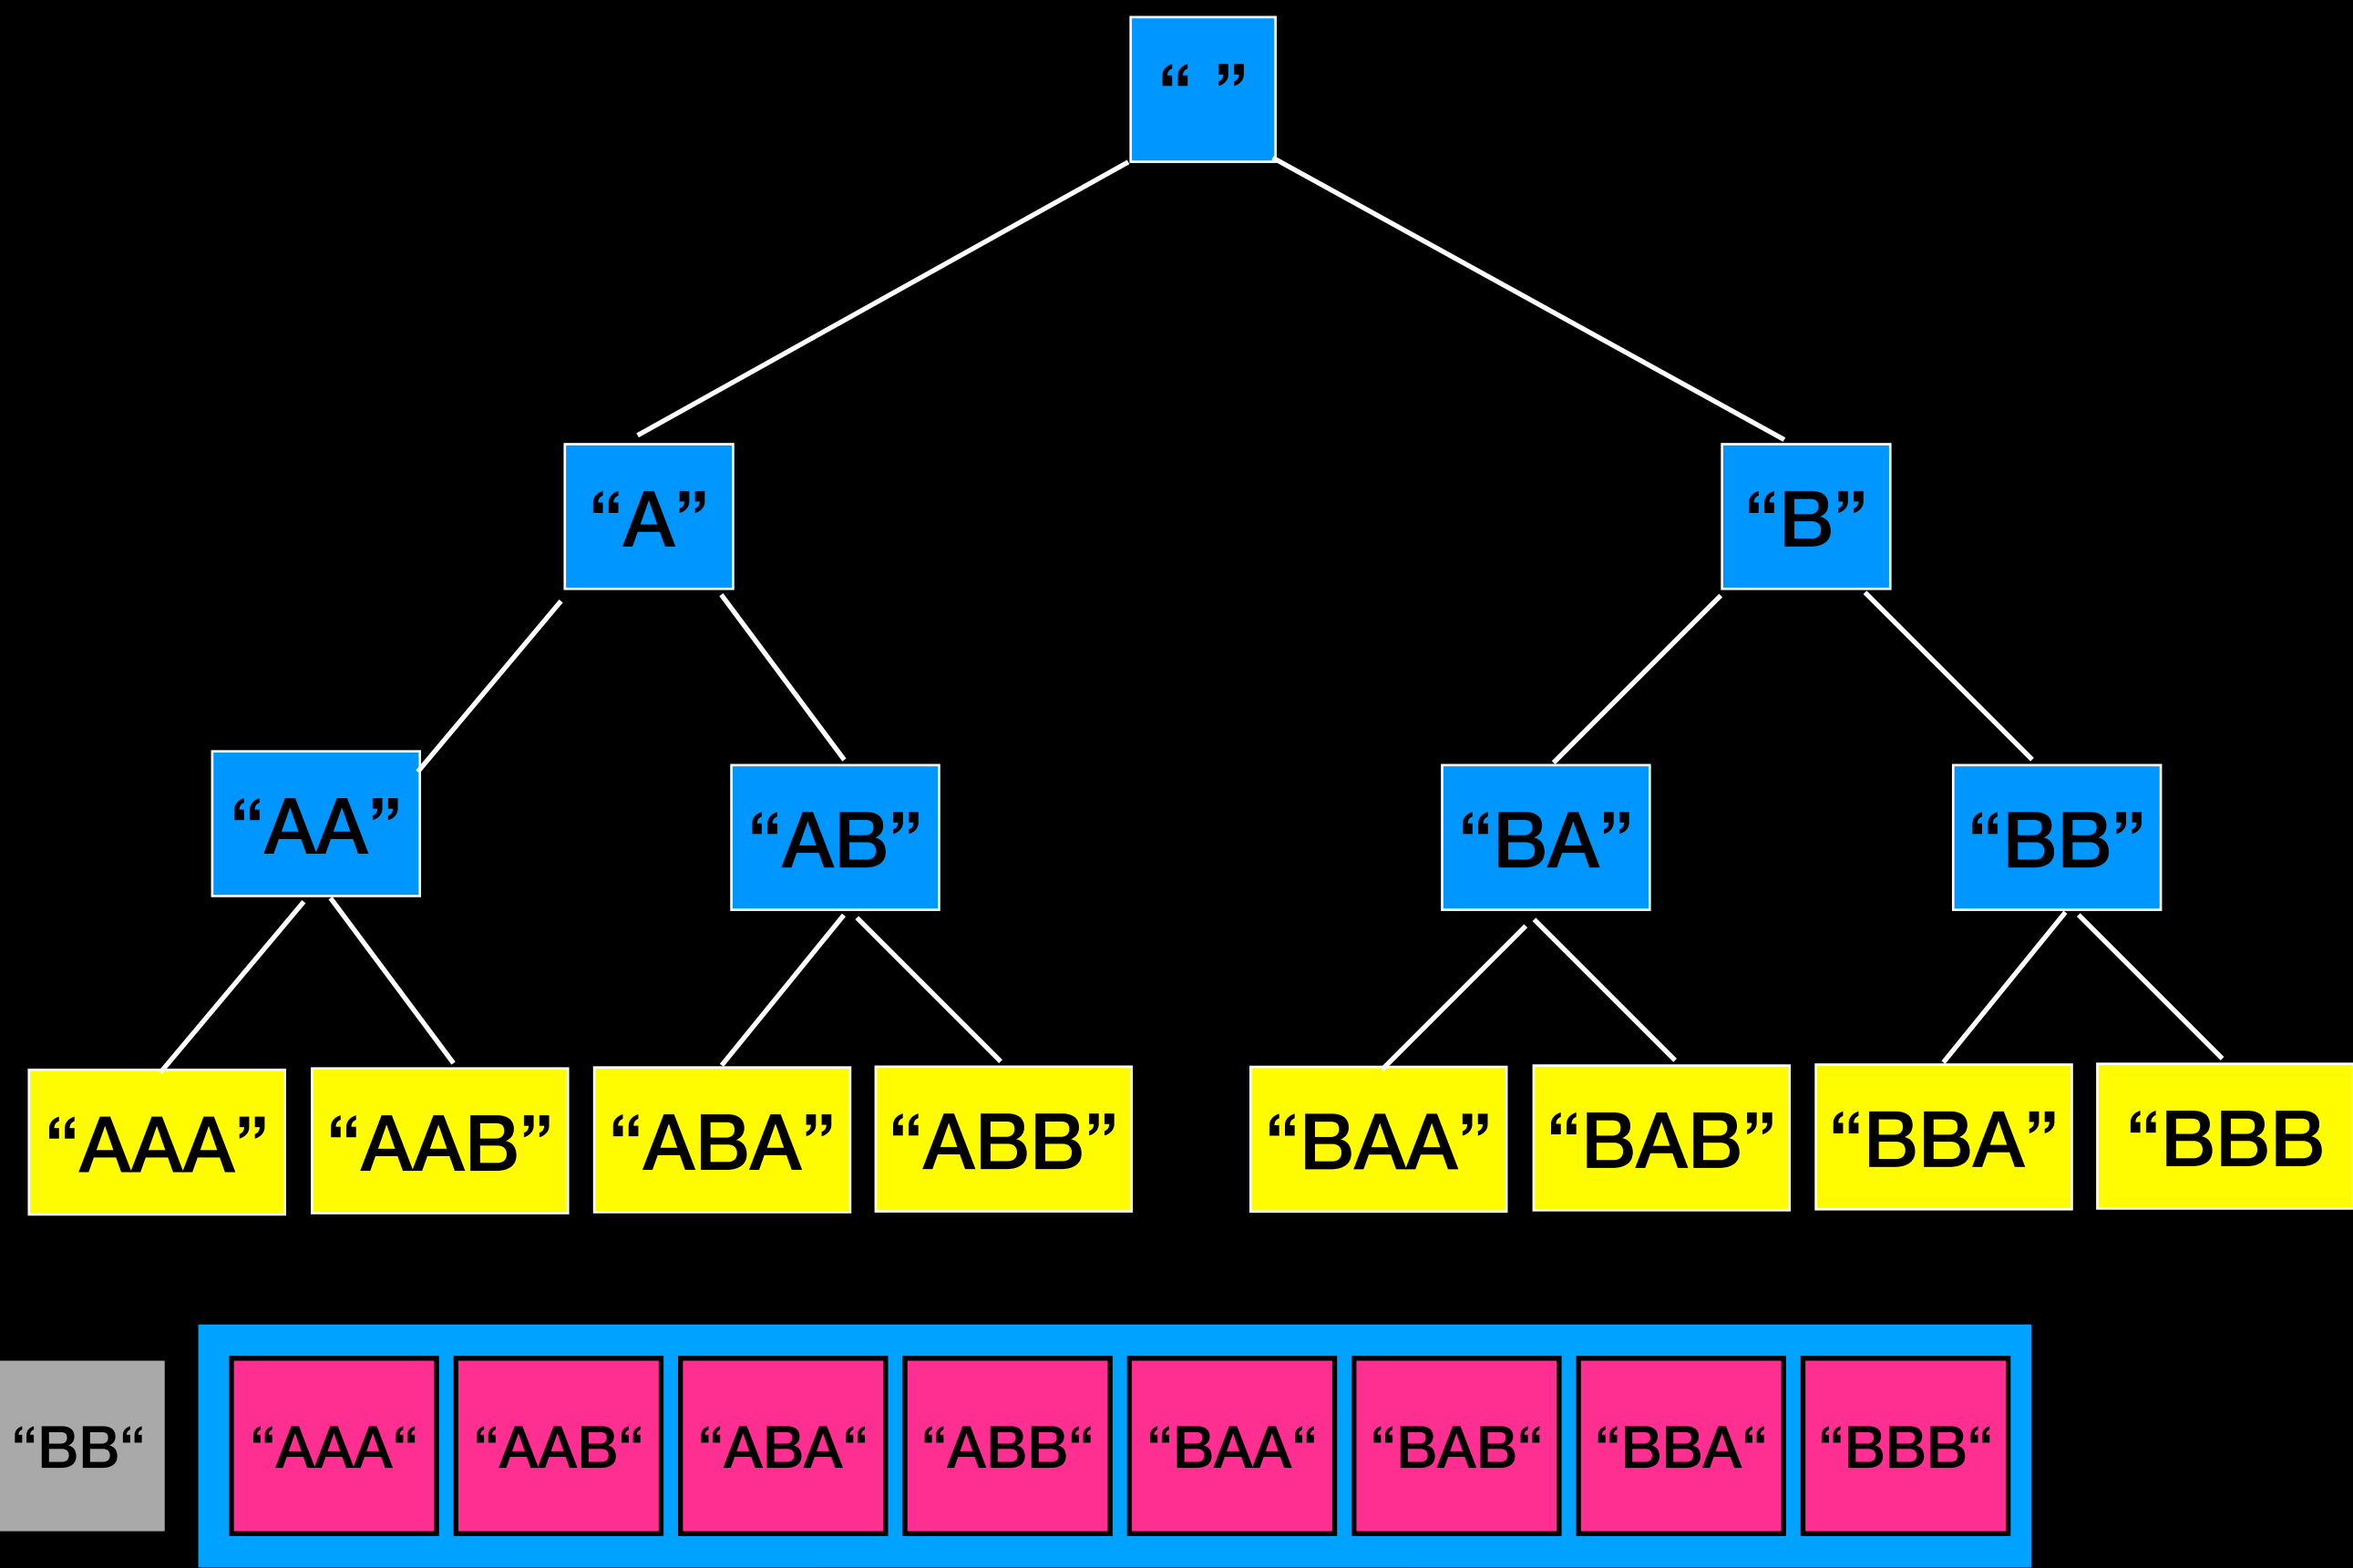 “ ”
“A”
“B”
“AA”
“AB”
“BA”
“BB”
“AAA”
“AAB”
“ABA”
“ABB”
“BAA”
“BAB”
“BBA”
“BBB
“BB“
“AAA“
“AAB“
“ABA“
“ABB“
“BAA“
“BAB“
“BBA“
“BBB“